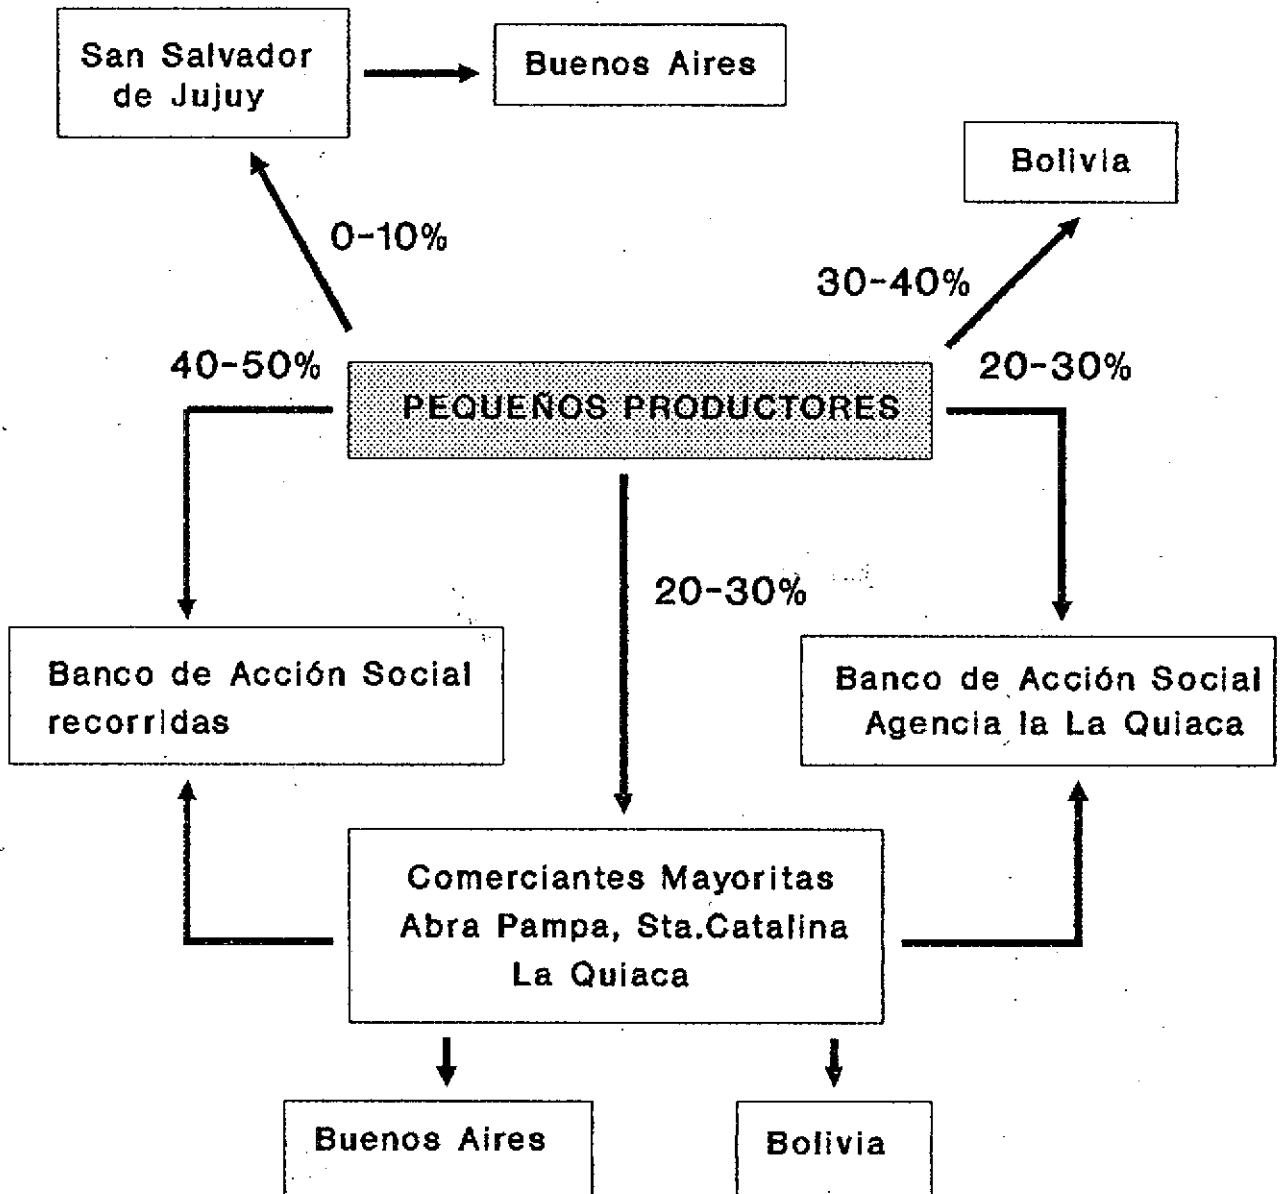 San Salvador
de Jujuy
Buenos Aires
Bolivia
0-10%
30-40%
40-50%
PEQUEÑOS PRODUCTORES
20-30%
20-30%
Banco de Acción Social
recorridas
Banco de Acción Social
Agencia la La Quiaca
Comerciantes Mayoritas
Abra Pampa, Sta.Catalina
La Quiaca
Buenos Aires
Bolivia